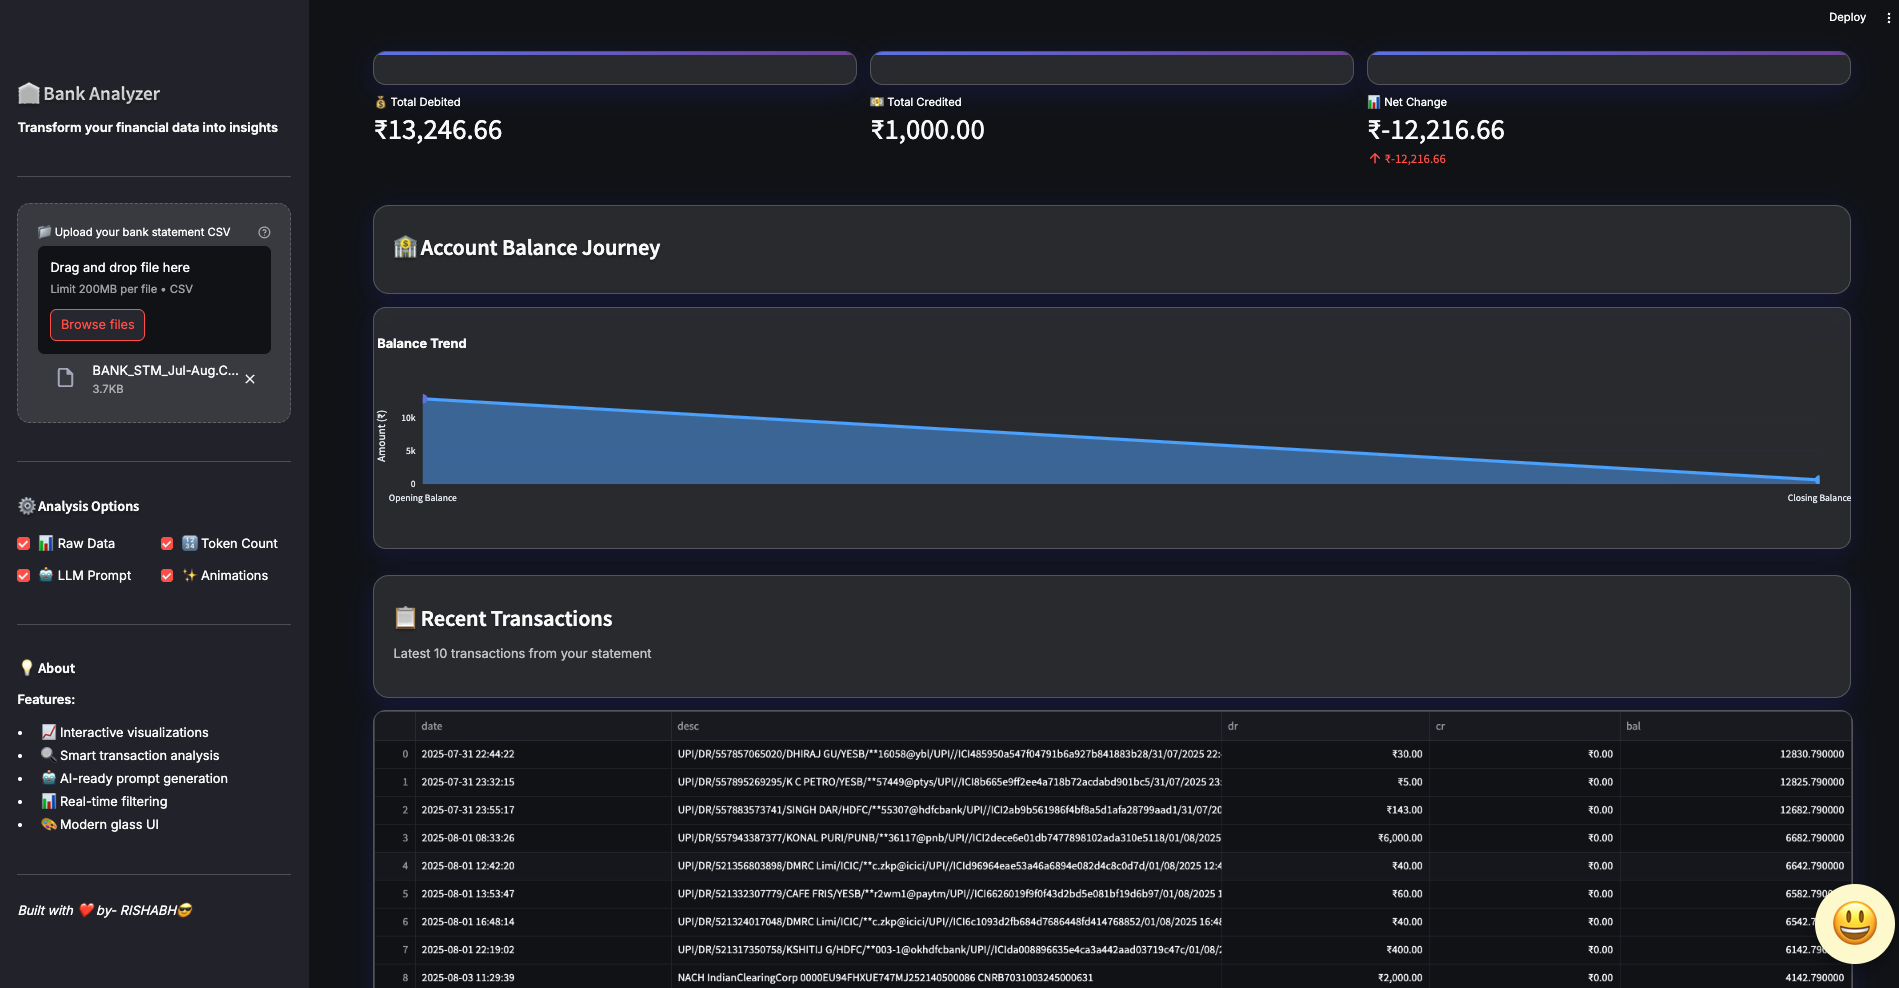 Deploy
Bank Analyzer
Transform your financial data into insights
Upload your bank statement CSV
Drag and drop file here
Limit 200MB per file • CSV
Browse files
BANK_STM_Jul-Aug.C...
3.7KB
Analysis Options
Raw Data
Token Count
LLM Prompt
Animations
About
Features:
• Interactive visualizations
• Smart transaction analysis
• AI-ready prompt generation
• Real-time filtering
• Modern glass UI
Built with ❤️ by- RISHABH😎
Total Debited
₹13,246.66
Total Credited
₹1,000.00
Net Change
₹-12,216.66
↑ ₹-12,216.66
Account Balance Journey
Balance Trend
Amount (₹)
10k
5k
0
Opening Balance
Closing Balance
Recent Transactions
Latest 10 transactions from your statement
date desc dr cr bal
0 2025-07-31 22:44:22 UPI/DR/557857065020/DHIRAJ GU/YESB/**16058@ybl/UPI//ICI485950a547f04791b6a927b841883b28/31/07/2025 22: ₹30.00 ₹0.00 12830.790000
1 2025-07-31 23:32:15 UPI/DR/557895269295/K C PETRO/YESB/**57449@ptys/UPI//ICI8b665e9ff2ee4a718b72acdabd901bc5/31/07/2025 23: ₹5.00 ₹0.00 12825.790000
2 2025-07-31 23:55:17 UPI/DR/557883573741/SINGH DAR/HDFC/**55307@hdfcbank/UPI//ICI2ab9b561986f4bf8a5d1afa28799aad1/31/07/20 ₹143.00 ₹0.00 12682.790000
3 2025-08-01 08:33:26 UPI/DR/557943387377/KONAL PURI/PUNB/**36117@pnb/UPI//ICI2dece6e01db7477898102ada310e5118/01/08/2025 ₹6,000.00 ₹0.00 6682.790000
4 2025-08-01 12:42:20 UPI/DR/521356803898/DMRC Limi/ICIC/**c.zkp@icici/UPI//ICId96964eae53a46a6894e082d4c8c0d7d/01/08/2025 12:4 ₹40.00 ₹0.00 6642.790000
5 2025-08-01 13:53:47 UPI/DR/521332307779/CAFE FRIS/YESB/**r2wm1@paytm/UPI//ICI6626019f9f0f43d2bd5e081bf19d6b97/01/08/2025 1 ₹60.00 ₹0.00 6582.790
6 2025-08-01 16:48:14 UPI/DR/521324017048/DMRC Limi/ICIC/**c.zkp@icici/UPI//ICI6c1093d2fb684d7686448fd414768852/01/08/2025 16:48 ₹40.00 ₹0.00 6542.7
7 2025-08-01 22:19:02 UPI/DR/521317350758/KSHITIJ G/HDFC/**003-1@okhdfcbank/UPI//ICIda008896635e4ca3a442aad03719c47c/01/08/2 ₹400.00 ₹0.00 6142.790
8 2025-08-03 11:29:39 NACH IndianClearingCorp 0000EU94FHXUE747MJ252140500086 CNRB7031003245000631 ₹2,000.00 ₹0.00 4142.790000